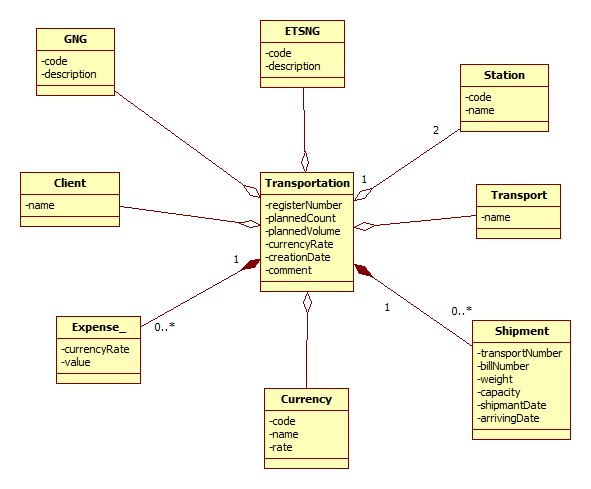 GNG
-code
-description
ETSNG
-code
-description
Station
-code
-name
2
1
Client
-name
Transportation
-registerNumber
-plannedCount
-plannedVolume
-currencyRate
-creationDate
-comment
Transport
-name
1
0..*
Expense_
-currencyRate
-value
1
0..*
Shipment
-transportNumber
-billNumber
-weight
-capacity
-shipmantDate
-arrivingDate
Currency
-code
-name
-rate